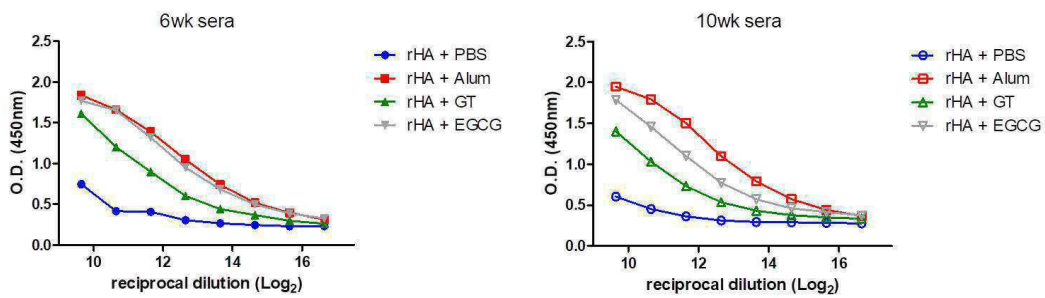 6wk sera
2.5
2.0
1.5
1.0
0.5
0.0
O.D. (450nm)
10 12 14 16
reciprocal dilution (Log2)
rHA + PBS
rHA + Alum
rHA + GT
rHA + EGCG
10wk sera
2.5
2.0
1.5
1.0
0.5
0.0
O.D. (450nm)
10 12 14 16
reciprocal dilution (Log2)
rHA + PBS
rHA + Alum
rHA + GT
rHA + EGCG